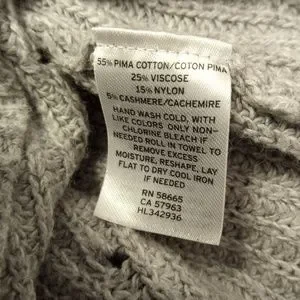 55% PIMA COTTON/COTON PIMA
25% VISCOSE
15% NYLON
5% CASHMERE/CACHEMIRE
HAND WASH COLD, WITH
LIKE COLORS ONLY NON-
CHLORINE BLEACH IF
NEEDED ROLL IN TOWEL TO
REMOVE EXCESS
MOISTURE, RESHAPE, LAY
FLAT TO DRY COOL IRON
IF NEEDED
RN 58665
CA 57963
HL342936